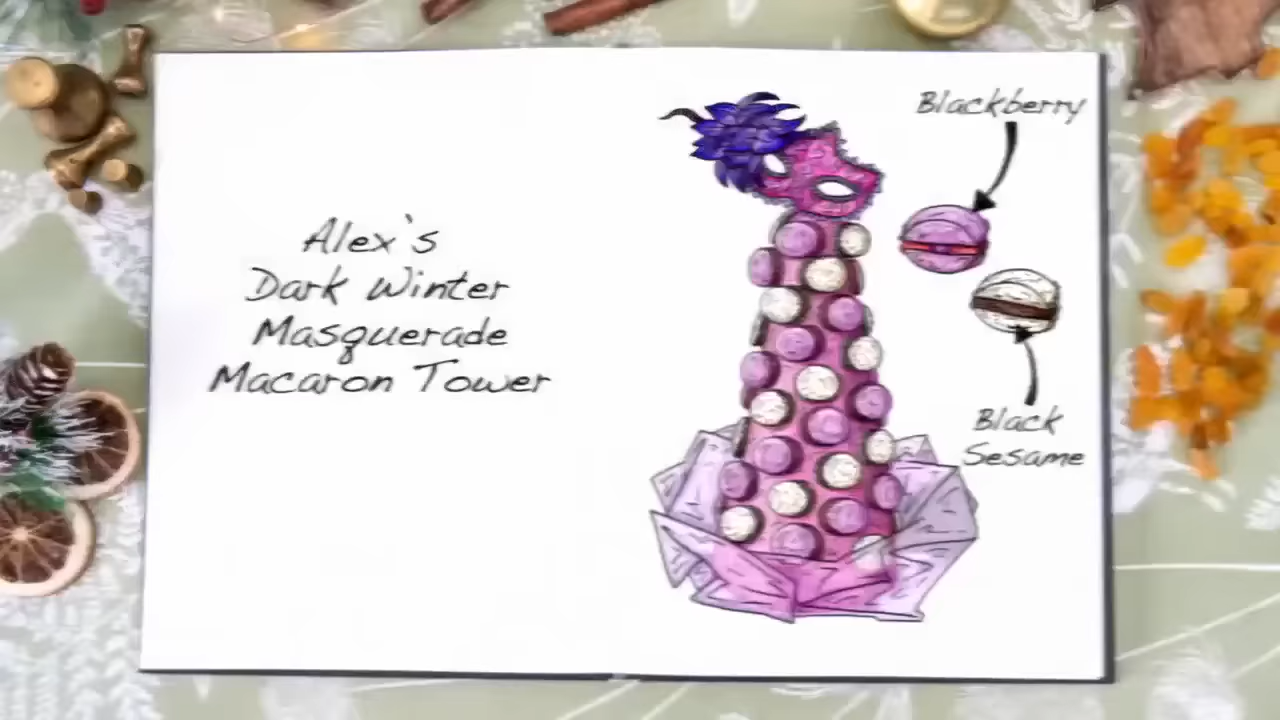 Alex's
Dark Winter
Masquerade
Macaron Tower
Blackberry
Black
Sesame